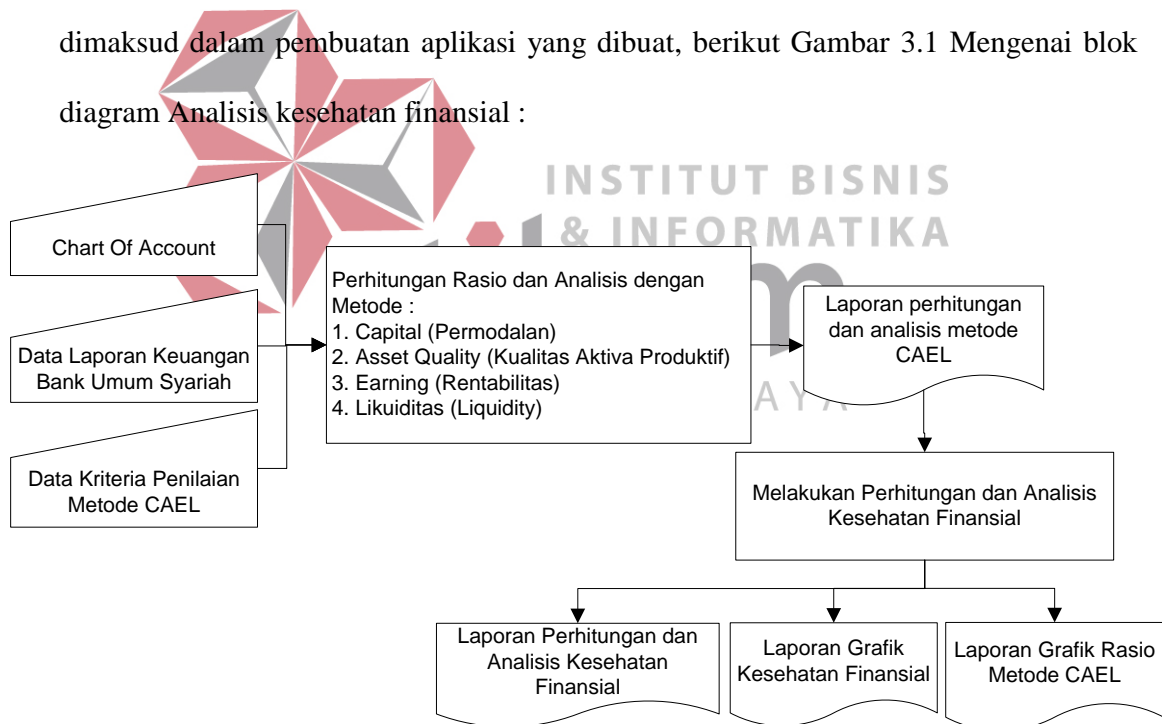 dimaksud dalam pembuatan aplikasi yang dibuat, berikut Gambar 3.1 Mengenai blok
diagram Analisis kesehatan finansial :
INSTITUT BISNIS
& INFORMATIKA
Chart Of Account
Data Laporan Keuangan
Bank Umum Syariah
Data Kriteria Penilaian
Metode CAEL
Perhitungan Rasio dan Analisis dengan
Metode :
1. Capital (Permodalan)
2. Asset Quality (Kualitas Aktiva Produktif)
3. Earning (Rentabilitas)
4. Likuiditas (Liquidity)
Laporan perhitungan
dan analisis metode
CAEL
Melakukan Perhitungan dan Analisis
Kesehatan Finansial
Laporan Perhitungan dan
Analisis Kesehatan
Finansial
Laporan Grafik
Kesehatan Finansial
Laporan Grafik Rasio
Metode CAEL